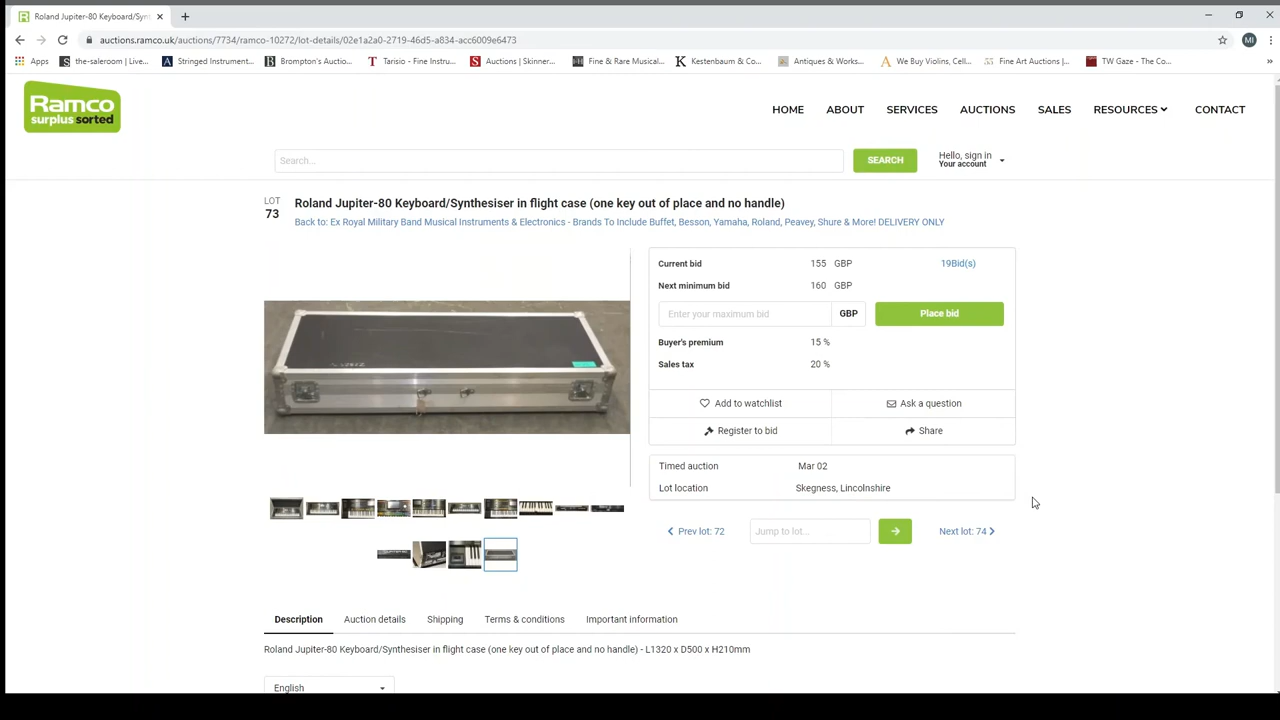 Roland Jupiter-80 Keyboard/Syn
auctions.ramco.uk/auctions/7734/ramco-10272/lot-details/02e1a2a0-2719-46d5-a834-acc6009e6473
MI
Apps
the-saleroom | Live...
Stringed Instrument...
Brompton's Auctio...
Tarisio - Fine Instru...
Auctions | Skinner...
Fine & Rare Musical...
Kestenbaum & Co...
Antiques & Works...
We Buy Violins, Cell...
Fine Art Auctions |...
TW Gaze - The Co...
Ramco
surplus sorted
HOME
ABOUT
SERVICES
AUCTIONS
SALES
RESOURCES
CONTACT
Search...
SEARCH
Hello, sign in
Your account
LOT
73
Roland Jupiter-80 Keyboard/Synthesiser in flight case (one key out of place and no handle)
Back to: Ex Royal Military Band Musical Instruments & Electronics - Brands To Include Buffet, Besson, Yamaha, Roland, Peavey, Shure & More! DELIVERY ONLY
Current bid 155 GBP 19Bid(s)
Next minimum bid 160 GBP
Enter your maximum bid GBP Place bid
Buyer's premium 15 %
Sales tax 20 %
Add to watchlist
Ask a question
Register to bid
Share
Timed auction Mar 02
Lot location Skegness, Lincolnshire
Prev lot: 72
Jump to lot...
Next lot: 74
Description
Auction details
Shipping
Terms & conditions
Important information
Roland Jupiter-80 Keyboard/Synthesiser in flight case (one key out of place and no handle) - L1320 x D500 x H210mm
English